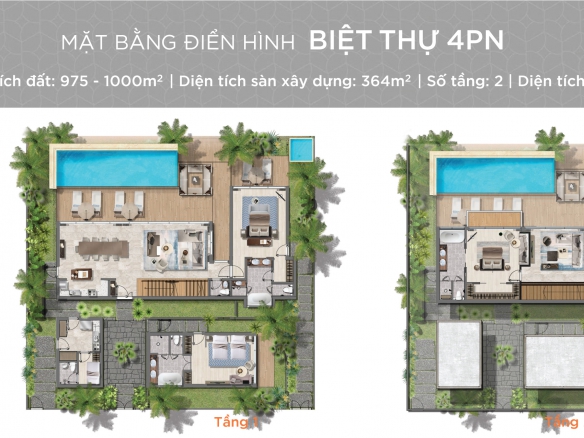 MẶT BẰNG ĐIỂN HÌNH BIỆT THỰ 4PN
ích đất: 975 - 1000m² | Diện tích sàn xây dựng: 364m² | Số tầng: 2 | Diện tích
Tầng 1
Tầng